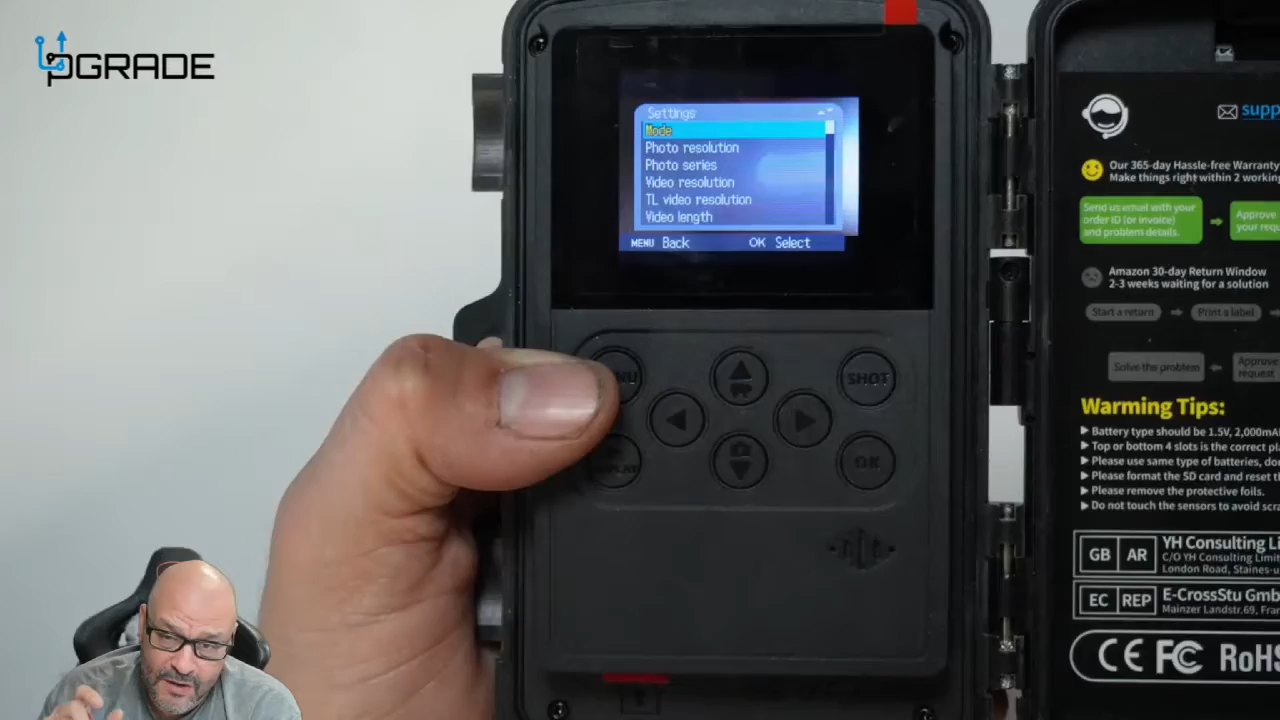 UPGRADE
Settings
Mode
Photo resolution
Photo series
Video resolution
TL video resolution
Video length
MENU Back OK Select
SHOT
OK
supp
Our 365-day Hassle-free Warranty
Make things right within 2 working
Send us email with your
order ID (or invoice)
and problem details.
Approve
your requ
Amazon 30-day Return Window
2-3 weeks waiting for a solution
Start a return
Print a label
Solve the problem
Approve
request
Warming Tips:
Battery type should be 1.5V, 2,000mA
Top or bottom 4 slots is the correct pla
Please use same type of batteries, do
Please format the SD card and reset th
Please remove the protective foils.
Do not touch the sensors to avoid scra
GB AR
YH Consulting Li
C/O YH Consulting Limit
London Road, Staines-u
EC REP
E-CrossStu Gmb
Mainzer Landstr.69, Fran
CE FC RoHS